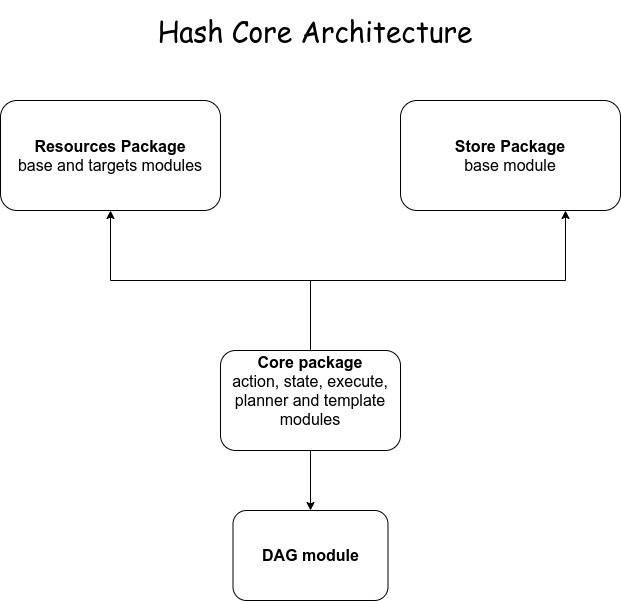 Hash Core Architecture
Resources Package
base and targets modules
Store Package
base module
Core package
action, state, execute,
planner and template
modules
DAG module